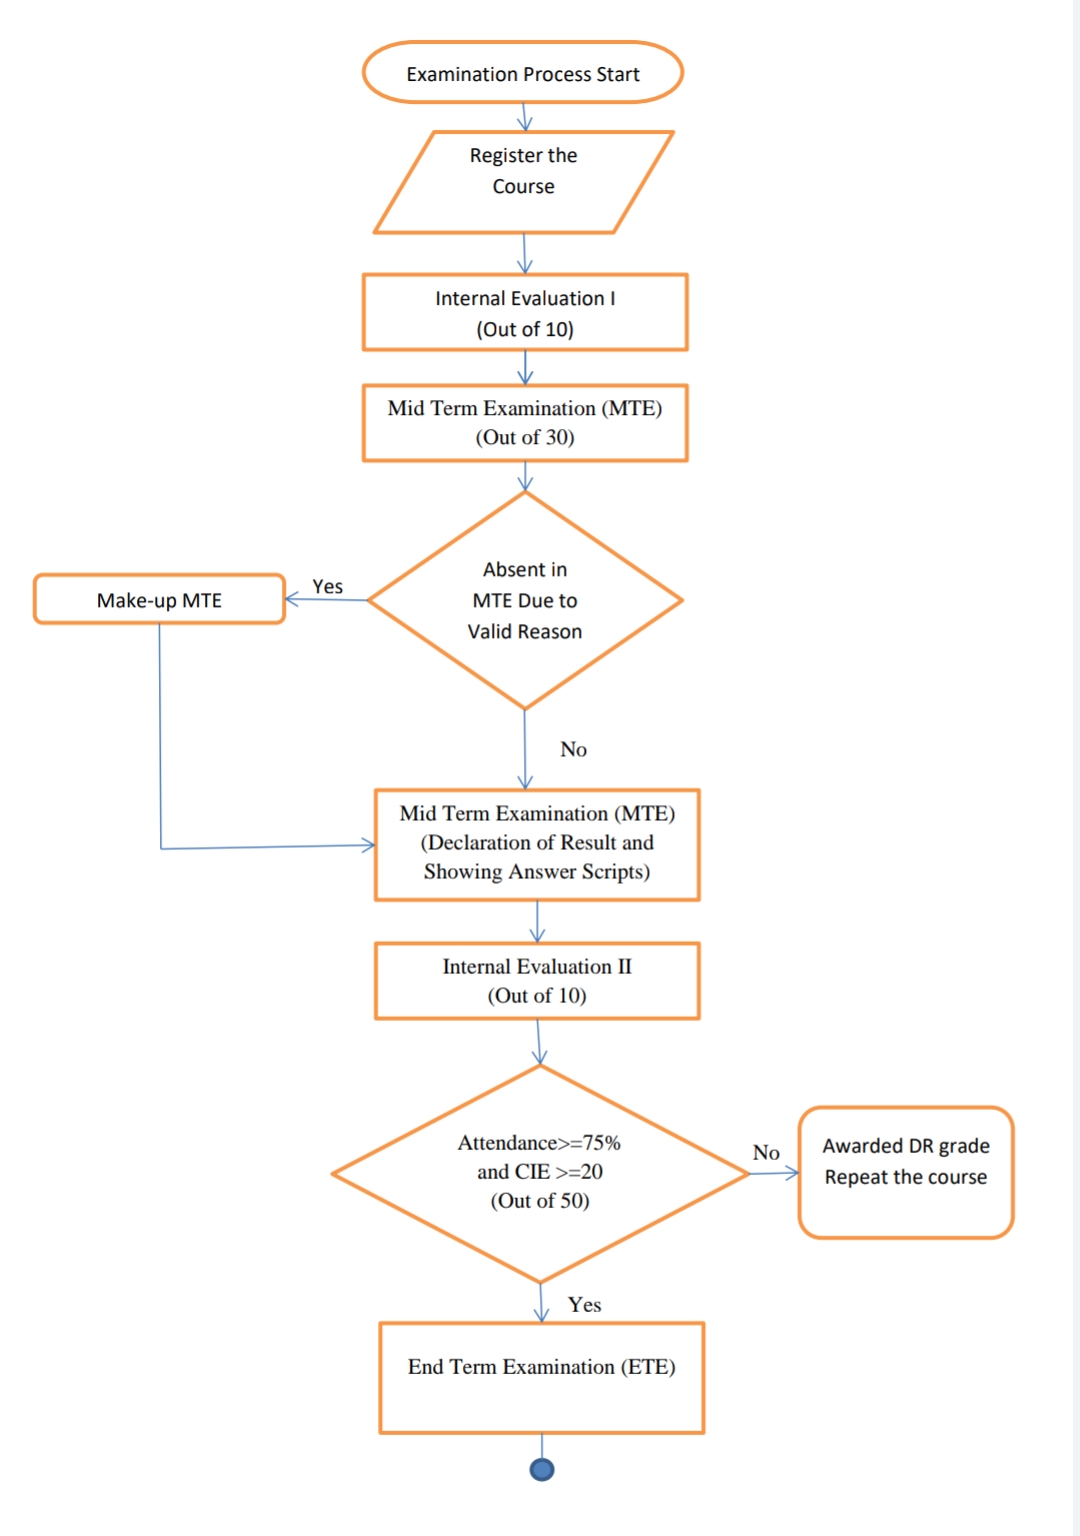 Examination Process Start
Register the
Course
Internal Evaluation I
(Out of 10)
Mid Term Examination (MTE)
(Out of 30)
Absent in
MTE Due to
Valid Reason
Yes
Make-up MTE
No
Mid Term Examination (MTE)
(Declaration of Result and
Showing Answer Scripts)
Internal Evaluation II
(Out of 10)
Attendance>=75%
and CIE >=20
(Out of 50)
No
Awarded DR grade
Repeat the course
Yes
End Term Examination (ETE)